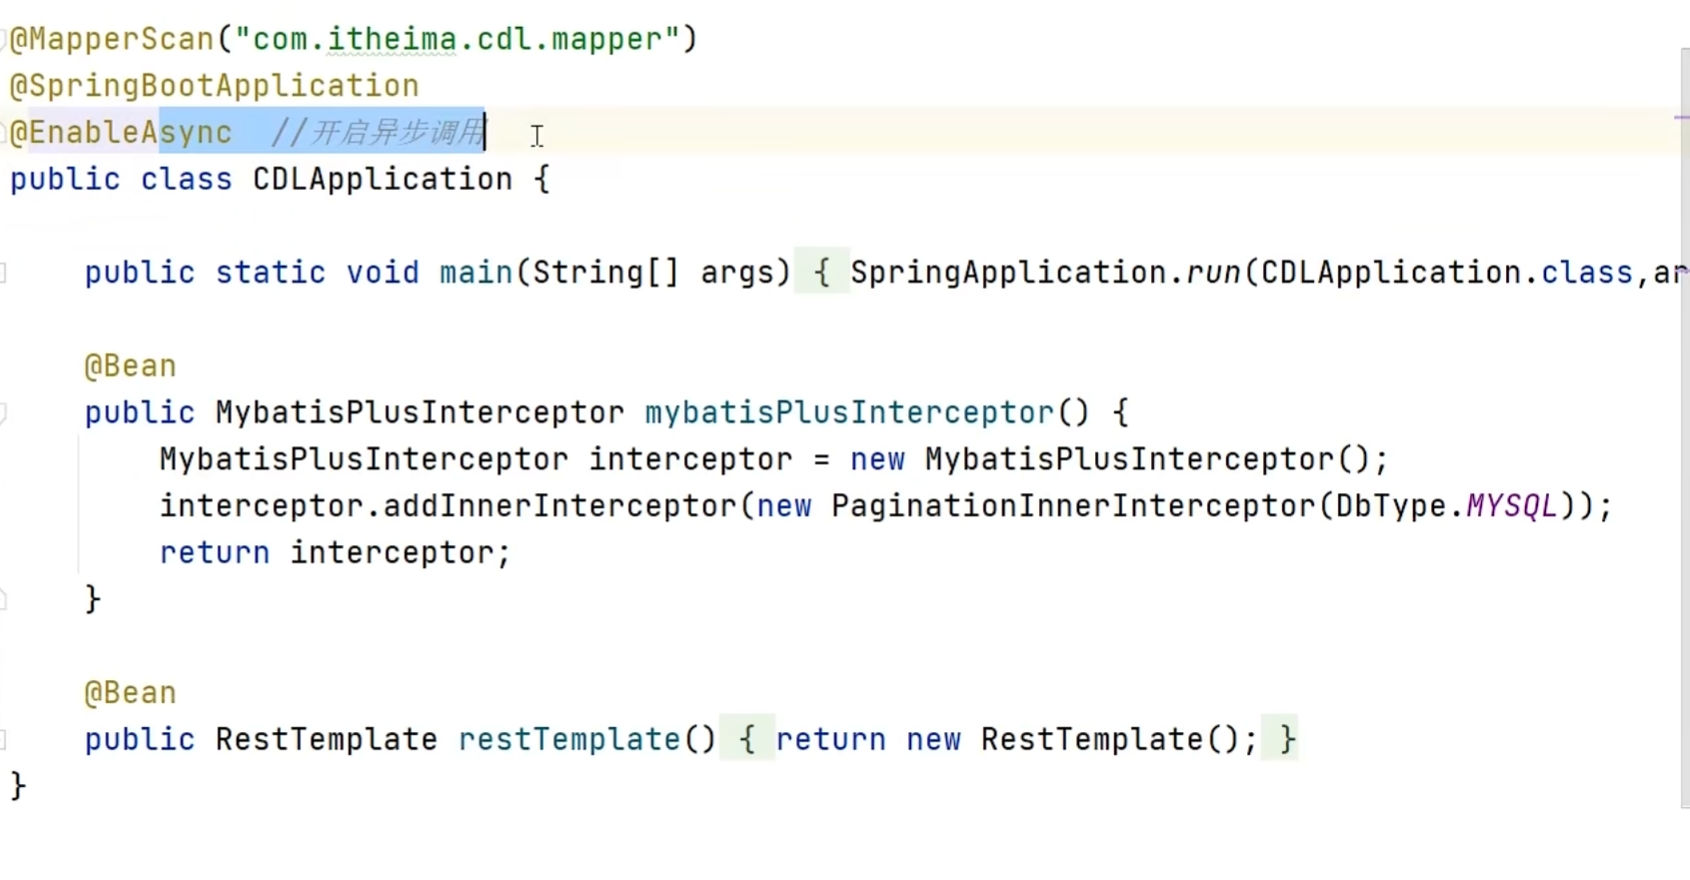 @MapperScan("com.itheima.cdl.mapper")
@SpringBootApplication
@EnableAsync  //开启异步调用
public class CDLApplication {
    public static void main(String[] args) { SpringApplication.run(CDLApplication.class,ar
    @Bean
    public MybatisPlusInterceptor mybatisPlusInterceptor() {
        MybatisPlusInterceptor interceptor = new MybatisPlusInterceptor();
        interceptor.addInnerInterceptor(new PaginationInnerInterceptor(DbType.MYSQL));
        return interceptor;
    }
    @Bean
    public RestTemplate restTemplate() { return new RestTemplate(); }
}